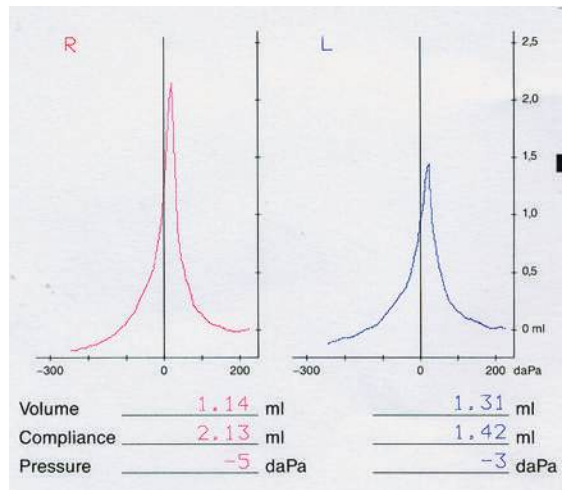 R L
2,5
2,0
1,5
1,0
0,5
0 ml
-300 0 200 -300 0 200 daPa
Volume 1.14 ml 1.31 ml
Compliance 2.13 ml 1.42 ml
Pressure -5 daPa -3 daPa